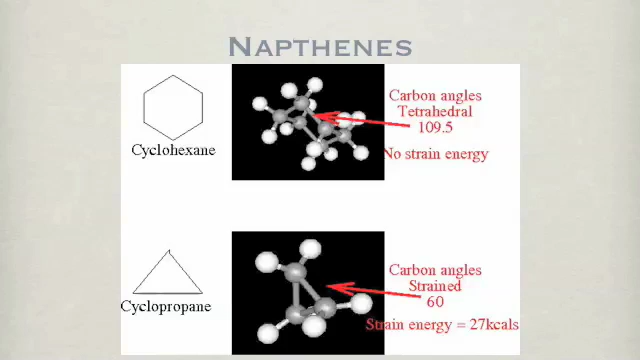 NAPTHENES
Carbon angles
Tetrahedral
109.5
Cyclohexane
No strain energy
Carbon angles
Strained
60
Cyclopropane
Strain energy = 27kcals